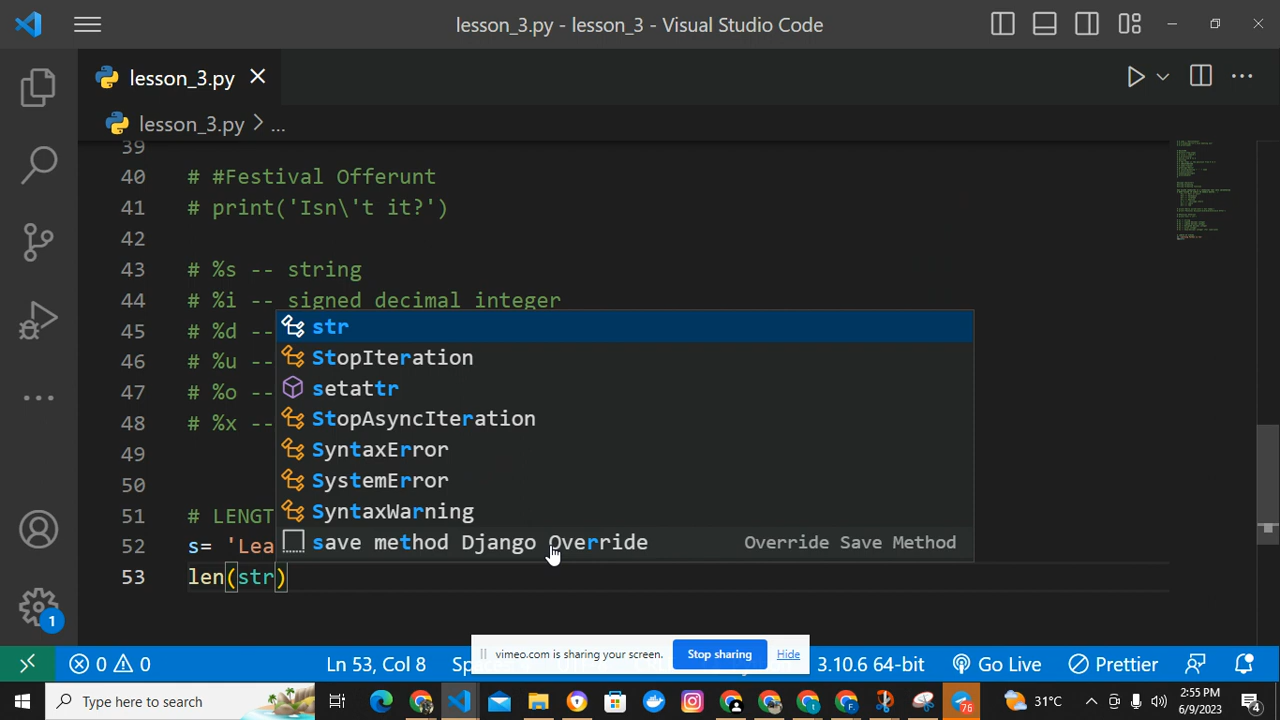 lesson_3.py - lesson_3 - Visual Studio Code
lesson_3.py
lesson_3.py > ...
39
40 # #Festival Offerunt
41 # print('Isn\'t it?')
42
43 # %s -- string
44 # %i -- signed decimal integer
45 # %d --
46 # %u --
47 # %o --
48 # %x --
49
50
51 # LENGT
52 s= 'Lea
53 len(str)
str
StopIteration
setattr
StopAsyncIteration
SyntaxError
SystemError
SyntaxWarning
save method Django Override Override Save Method
1
vimeo.com is sharing your screen. Stop sharing Hide
0 0 Ln 53, Col 8 3.10.6 64-bit Go Live Prettier
Type here to search
76
31°C
2:55 PM
6/9/2023
4